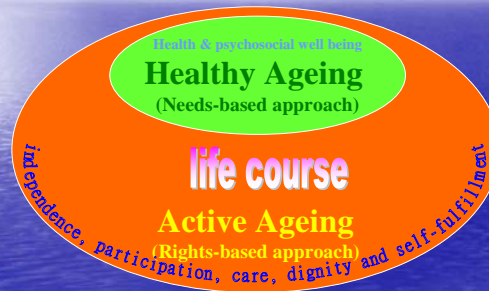 Health & psychosocial well being
Healthy Ageing
(Needs-based approach)
life course
Active Ageing
(Rights-based approach)
independence, participation, care, dignity and self-fulfillment